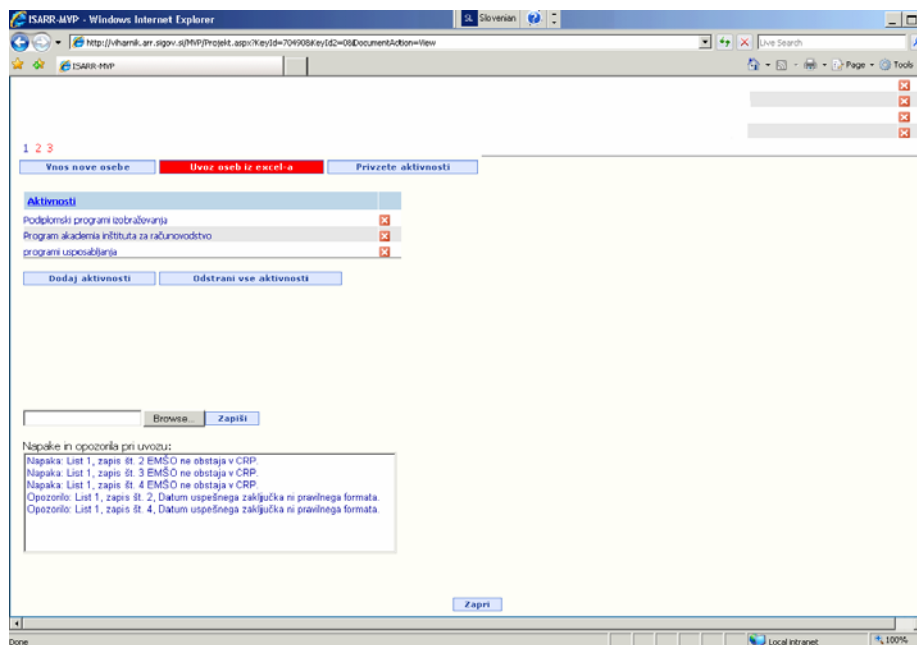 ISARR-MVP - Windows Internet Explorer
SL Slovenian
http://viharnik.arr.sigov.si/MVP/Projekt.aspx?KeyId=70490&KeyId2=0&DocumentAction=View
Live Search
ISARR-MVP
Page Tools
1 2 3
Vnos nove osebe Uvoz oseb iz excel-a Privzete aktivnosti
Aktivnosti
Podiplomski programi izobraževanja
Program akademia inštituta za računovodstvo
programi usposabljanja
Dodaj aktivnosti Odstrani vse aktivnosti
Browse... Zapiši
Napake in opozorila pri uvozu:
Napaka: List 1, zapis št. 2 EMŠO ne obstaja v CRP.
Napaka: List 1, zapis št. 3 EMŠO ne obstaja v CRP.
Napaka: List 1, zapis št. 4 EMŠO ne obstaja v CRP.
Opozorilo: List 1, zapis št. 2, Datum uspešnega zaključka ni pravilnega formata.
Opozorilo: List 1, zapis št. 4, Datum uspešnega zaključka ni pravilnega formata.
Zapri
Done Local intranet 100%